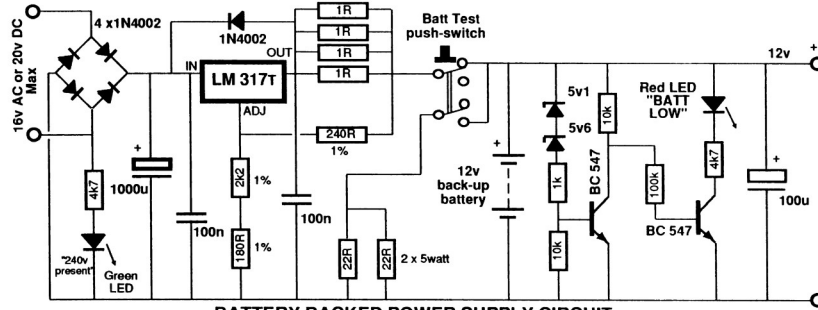 4 x1N4002
16v AC or 20v DC
Max
1N4002
IN
LM 317T
OUT
ADJ
1R
1R
1R
1R
Batt Test
push-switch
12v
+
240R
1%
4k7
+
1000u
100n
2k2
1%
180R
1%
100n
"240v
present"
Green
LED
22R
22R
2 x 5watt
+
12v
back-up
battery
5v1
5v6
1k
10k
10k
BC 547
100k
Red LED
"BATT
LOW"
4k7
BC 547
+
100u
BATTERY BACKED POWER SUPPLY CIRCUIT